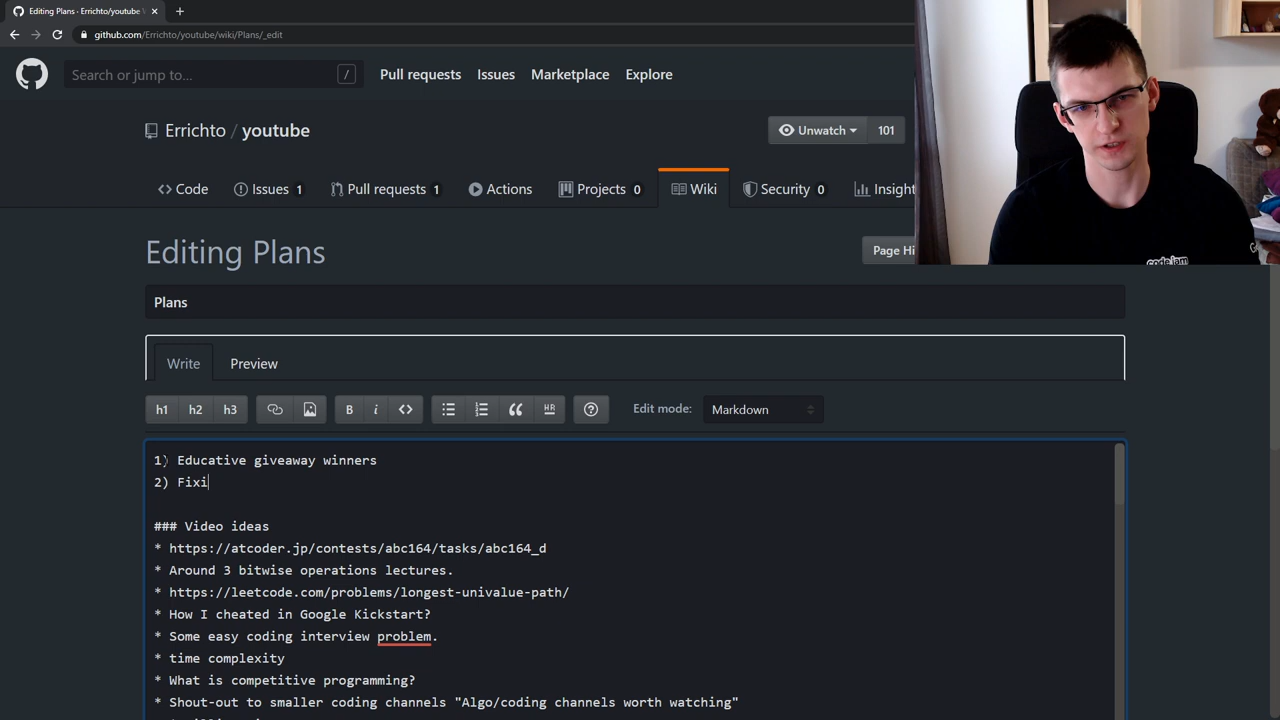 Editing Plans · Errichto/youtube W
github.com/Errichto/youtube/wiki/Plans/_edit
Search or jump to...
/
Pull requests
Issues
Marketplace
Explore
Errichto / youtube
Unwatch
101
Code
Issues 1
Pull requests 1
Actions
Projects 0
Wiki
Security 0
Insight
Editing Plans
Page Hi
Plans
Write
Preview
h1 h2 h3
B i
HR
Edit mode:
Markdown
1) Educative giveaway winners
2) Fixi
### Video ideas
* https://atcoder.jp/contests/abc164/tasks/abc164_d
* Around 3 bitwise operations lectures.
* https://leetcode.com/problems/longest-univalue-path/
* How I cheated in Google Kickstart?
* Some easy coding interview problem.
* time complexity
* What is competitive programming?
* Shout-out to smaller coding channels "Algo/coding channels worth watching"
code jam